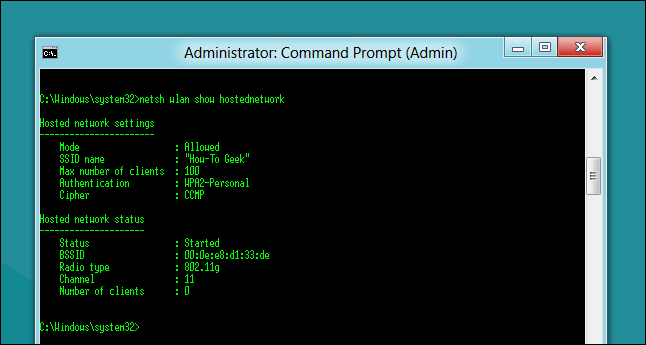 Administrator: Command Prompt (Admin)
C:\Windows\system32>netsh wlan show hostednetwork
Hosted network settings
-----------------------
Mode : Allowed
SSID name : "How-To Geek"
Max number of clients : 100
Authentication : WPA2-Personal
Cipher : CCMP
Hosted network status
---------------------
Status : Started
BSSID : 00:0e:e8:d1:33:de
Radio type : 802.11g
Channel : 11
Number of clients : 0
C:\Windows\system32>